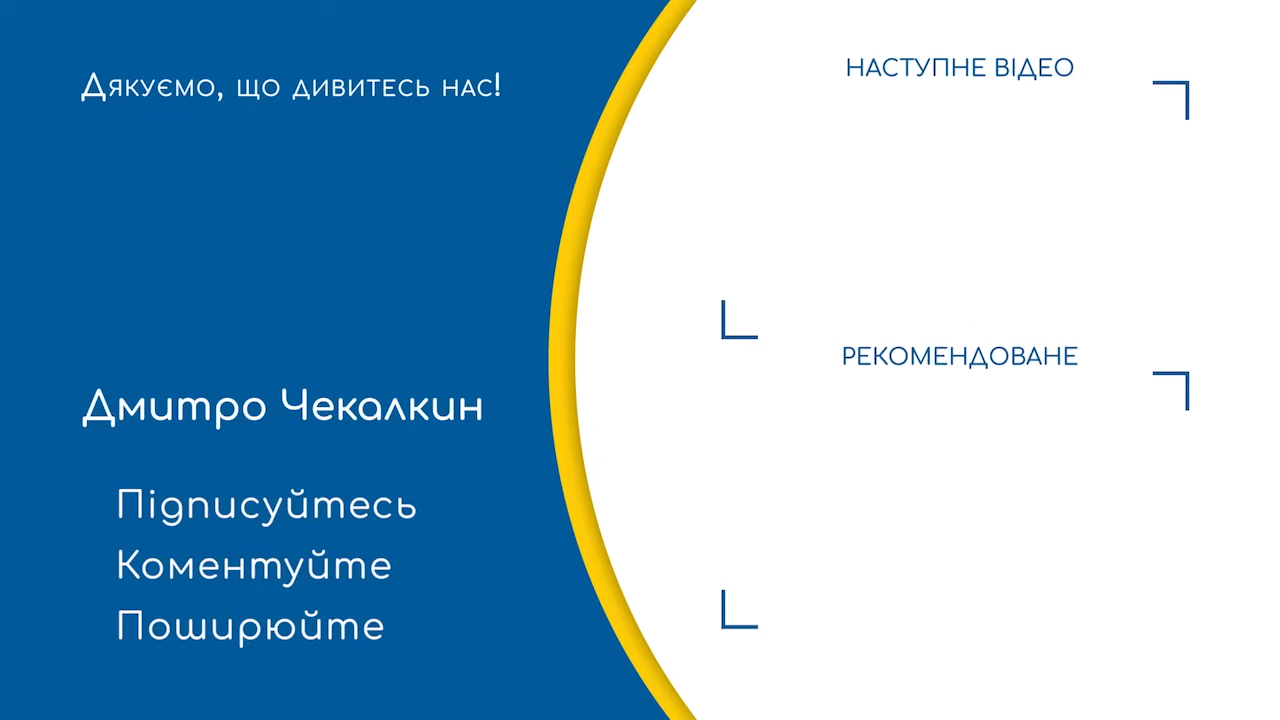 Дякуємо, що дивитесь нас!
Дмитро Чекалкин
Підписуйтесь
Коментуйте
Поширюйте
НАСТУПНЕ ВІДЕО
РЕКОМЕНДОВАНЕ